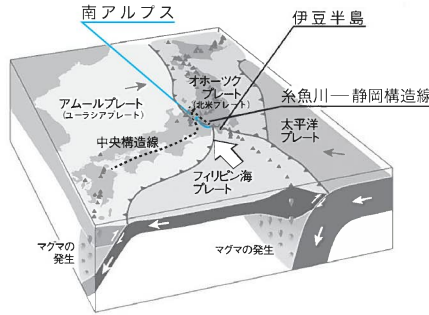 南アルプス
伊豆半島
オホーツク
プレート
(北米プレート)
糸魚川―静岡構造線
アムールプレート
(ユーラシアプレート)
太平洋
プレート
中央構造線
フィリピン海
プレート
マグマの
発生
マグマの発生